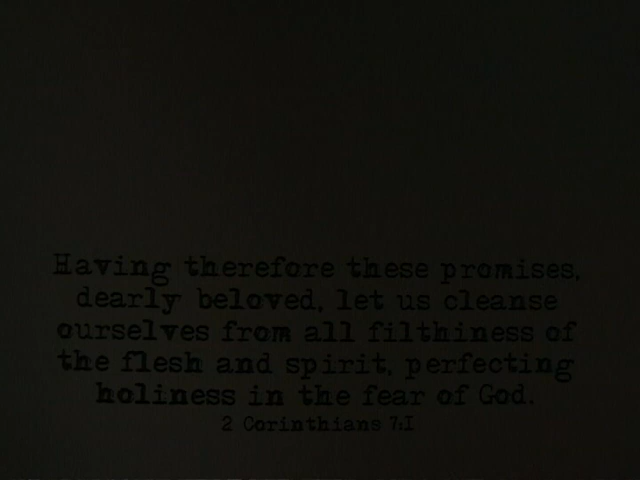 Having therefore these promises,
dearly beloved, let us cleanse
ourselves from all filthiness of
the flesh and spirit, perfecting
holiness in the fear of God.
2 Corinthians 7:1